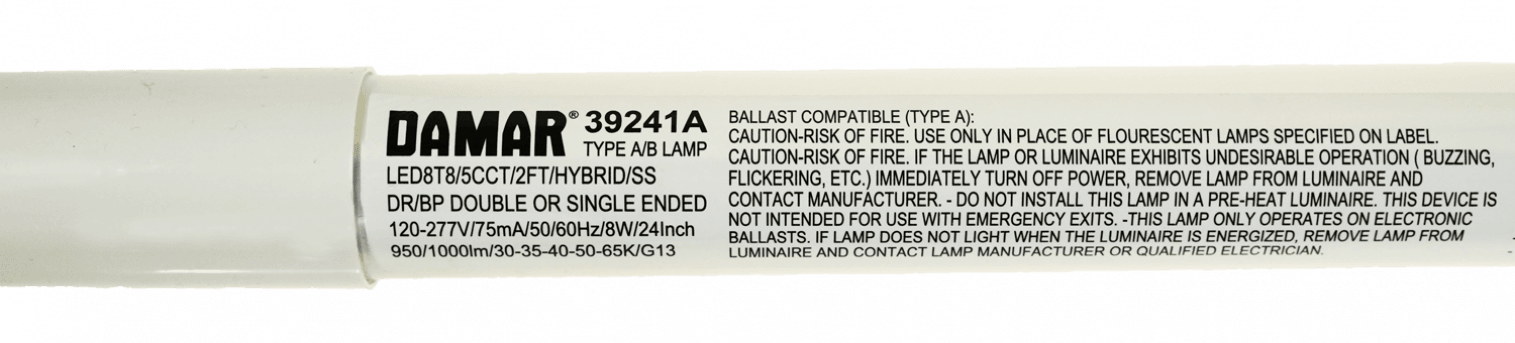 DAMAR® 39241A
TYPE A/B LAMP
LED8T8/5CCT/2FT/HYBRID/SS
DR/BP DOUBLE OR SINGLE ENDED
120-277V/75mA/50/60Hz/8W/24Inch
950/1000lm/30-35-40-50-65K/G13
BALLAST COMPATIBLE (TYPE A):
CAUTION-RISK OF FIRE. USE ONLY IN PLACE OF FLOURESCENT LAMPS SPECIFIED ON LABEL.
CAUTION-RISK OF FIRE. IF THE LAMP OR LUMINAIRE EXHIBITS UNDESIRABLE OPERATION ( BUZZING,
FLICKERING, ETC.) IMMEDIATELY TURN OFF POWER, REMOVE LAMP FROM LUMINAIRE AND
CONTACT MANUFACTURER. - DO NOT INSTALL THIS LAMP IN A PRE-HEAT LUMINAIRE. THIS DEVICE IS
NOT INTENDED FOR USE WITH EMERGENCY EXITS. -THIS LAMP ONLY OPERATES ON ELECTRONIC
BALLASTS. IF LAMP DOES NOT LIGHT WHEN THE LUMINAIRE IS ENERGIZED, REMOVE LAMP FROM
LUMINAIRE AND CONTACT LAMP MANUFACTURER OR QUALIFIED ELECTRICIAN.